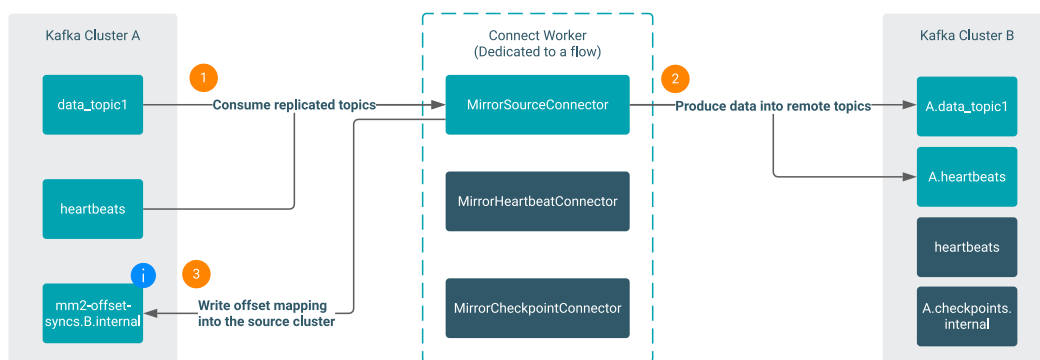 Kafka Cluster A
Connect Worker
(Dedicated to a flow)
Kafka Cluster B
1
2
data_topic1
Consume replicated topics
MirrorSourceConnector
Produce data into remote topics
A.data_topic1
heartbeats
MirrorHeartbeatConnector
A.heartbeats
heartbeats
i
3
mm2-offset-
syncs.B.internal
Write offset mapping
into the source cluster
MirrorCheckpointConnector
A.checkpoints.
internal